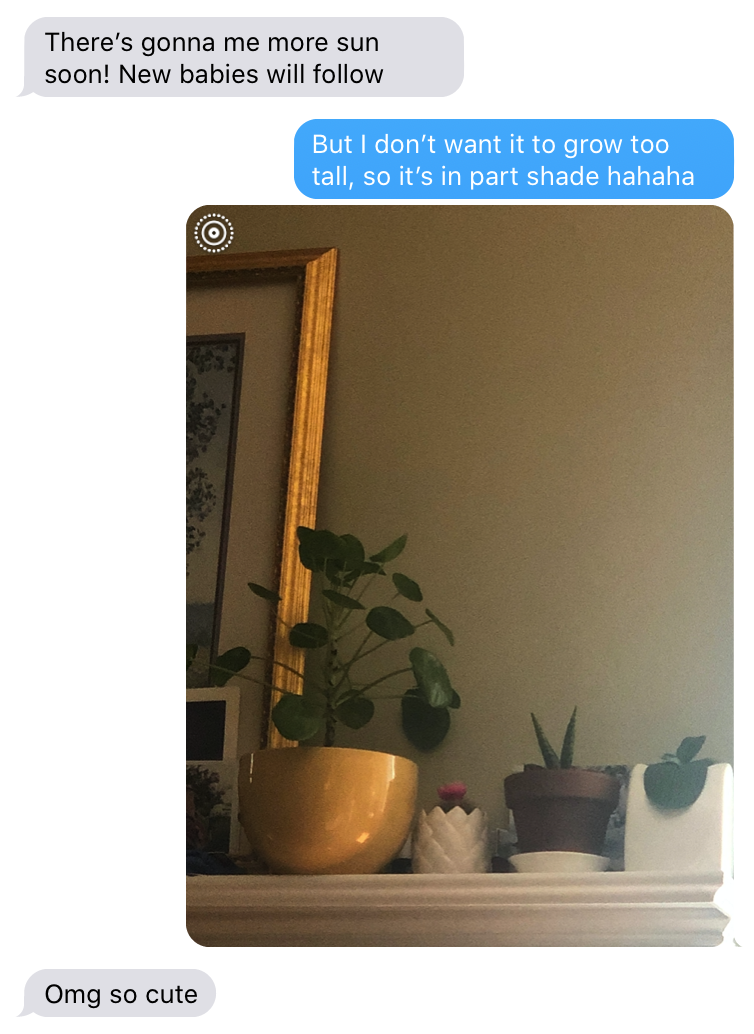 There’s gonna me more sun
soon! New babies will follow
But I don’t want it to grow too
tall, so it’s in part shade hahaha
Omg so cute